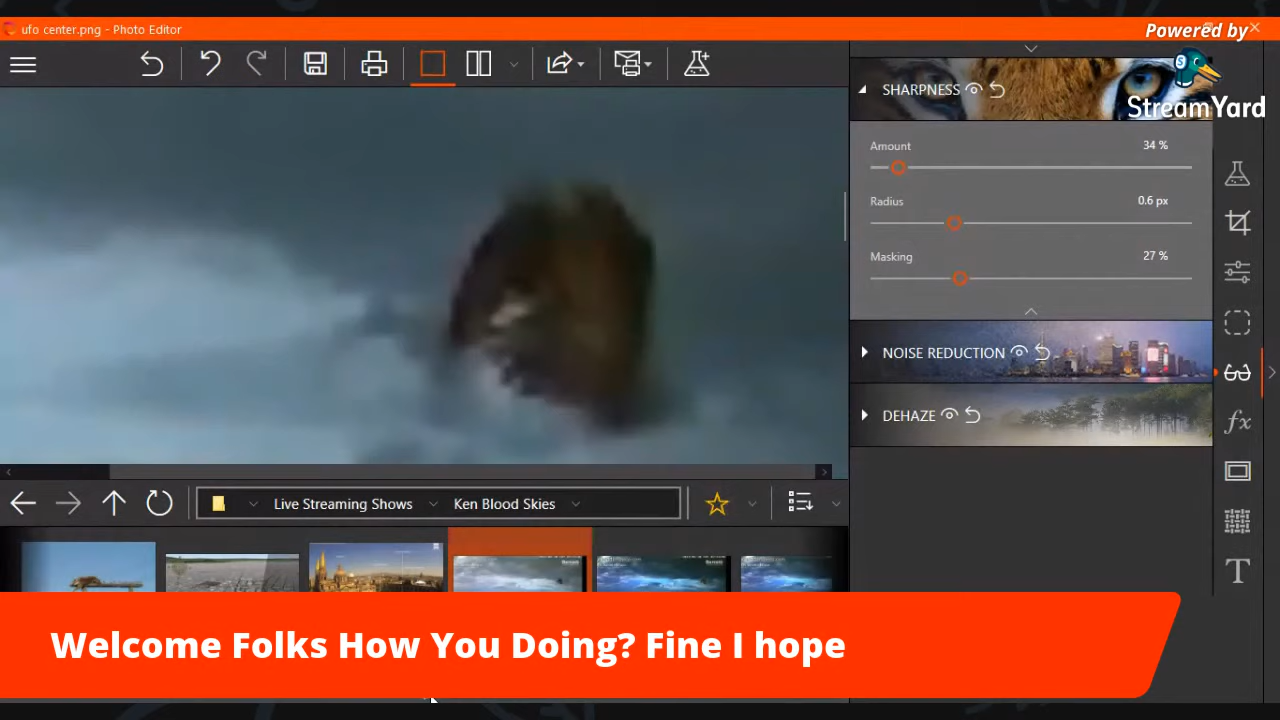 ufo center.png - Photo Editor
Powered by
StreamYard
SHARPNESS
Amount
34 %
Radius
0.6 px
Masking
27 %
NOISE REDUCTION
DEHAZE
fx
T
Live Streaming Shows
Ken Blood Skies
Welcome Folks How You Doing? Fine I hope